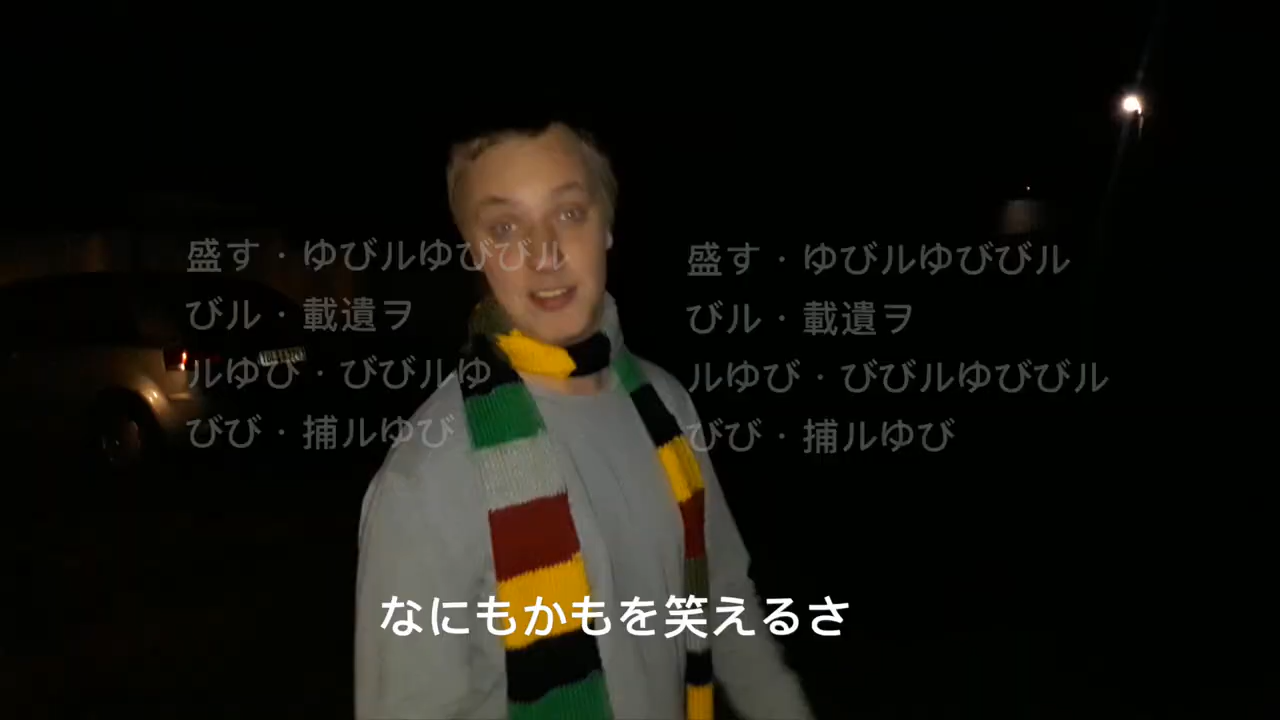 盛す・ゆびルゆびびル
びル・載遺ヲ
ルゆび・びびルゆ
びび・捕ルゆび
盛す・ゆびルゆびびル
びル・載遺ヲ
ルゆび・びびルゆびびル
びび・捕ルゆび
なにもかもを笑えるさ